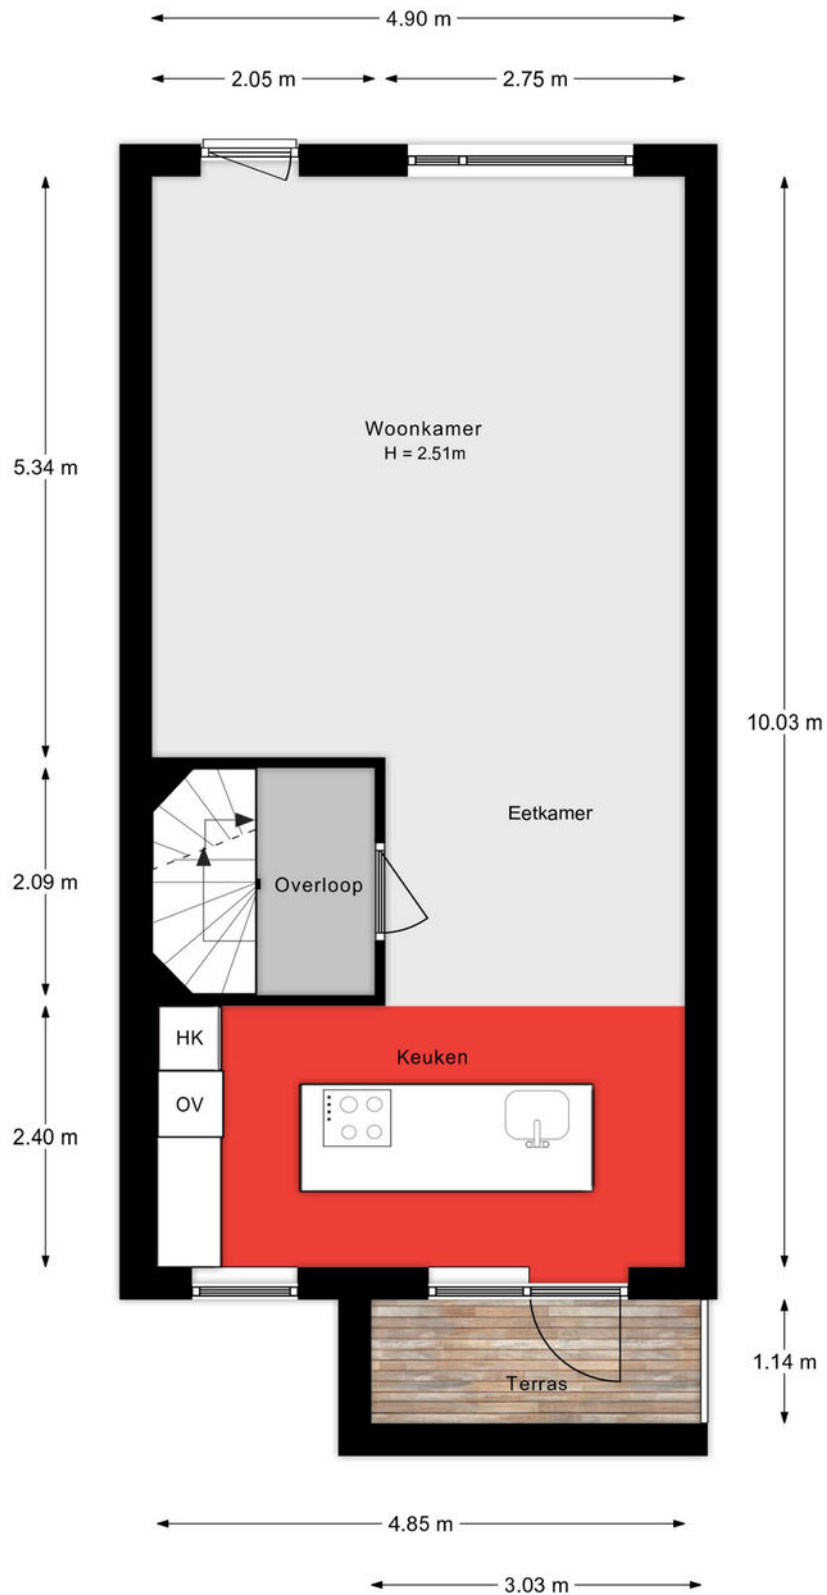 4.90 m
2.05 m
2.75 m
Woonkamer
H = 2.51m
5.34 m
10.03 m
Eetkamer
2.09 m
Overloop
HK
Keuken
OV
2.40 m
1.14 m
Terras
4.85 m
3.03 m